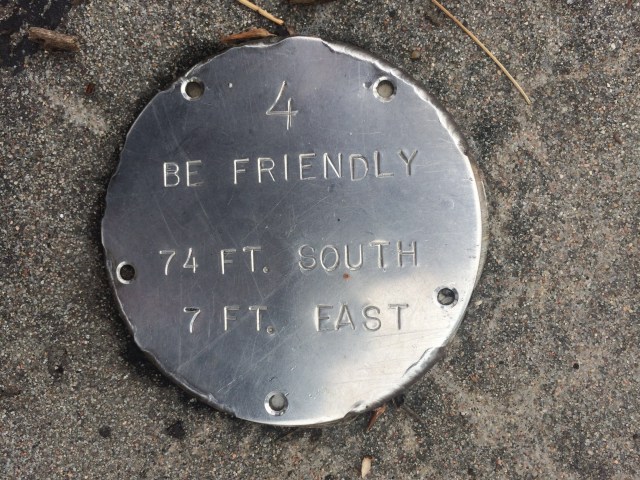 4
BE FRIENDLY
74 FT. SOUTH
7 FT. EAST